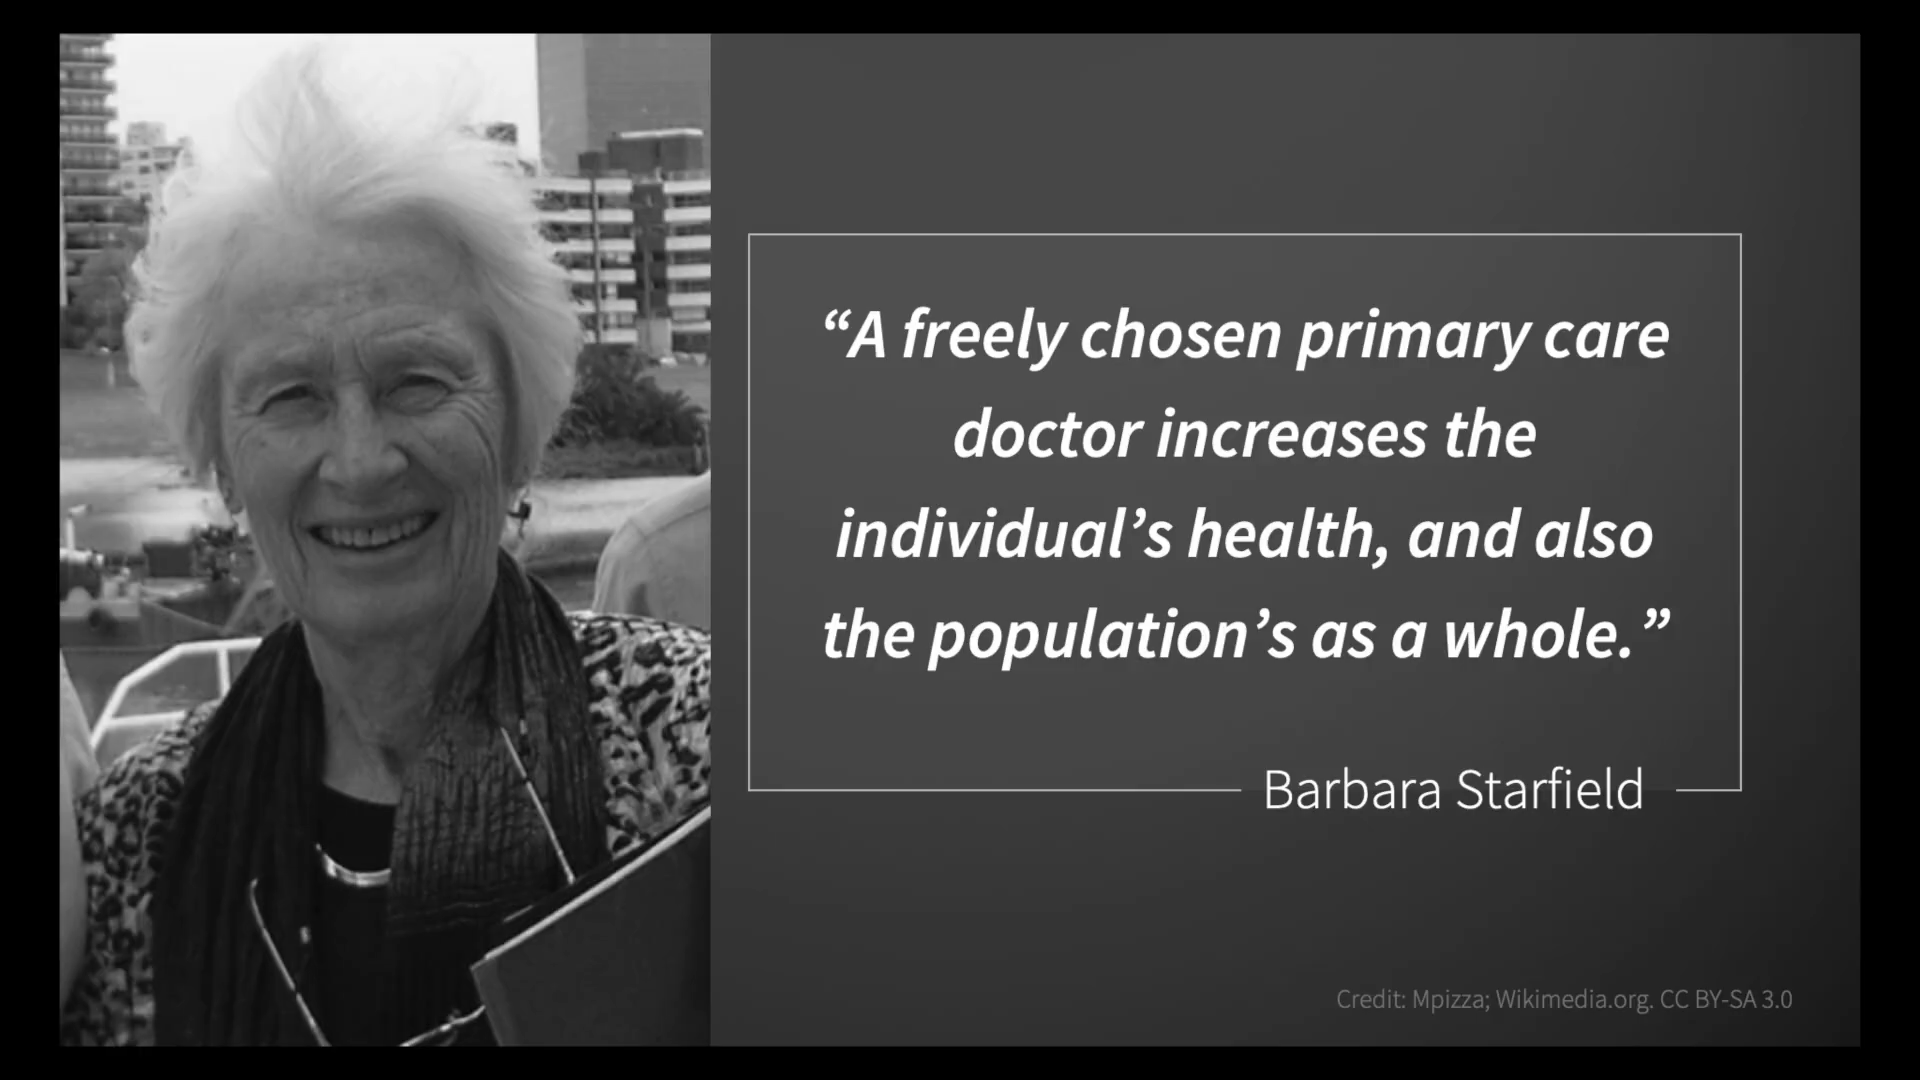 “A freely chosen primary care
doctor increases the
individual’s health, and also
the population’s as a whole.”
Barbara Starfield
Credit: Mpizza; Wikimedia.org. CC BY-SA 3.0